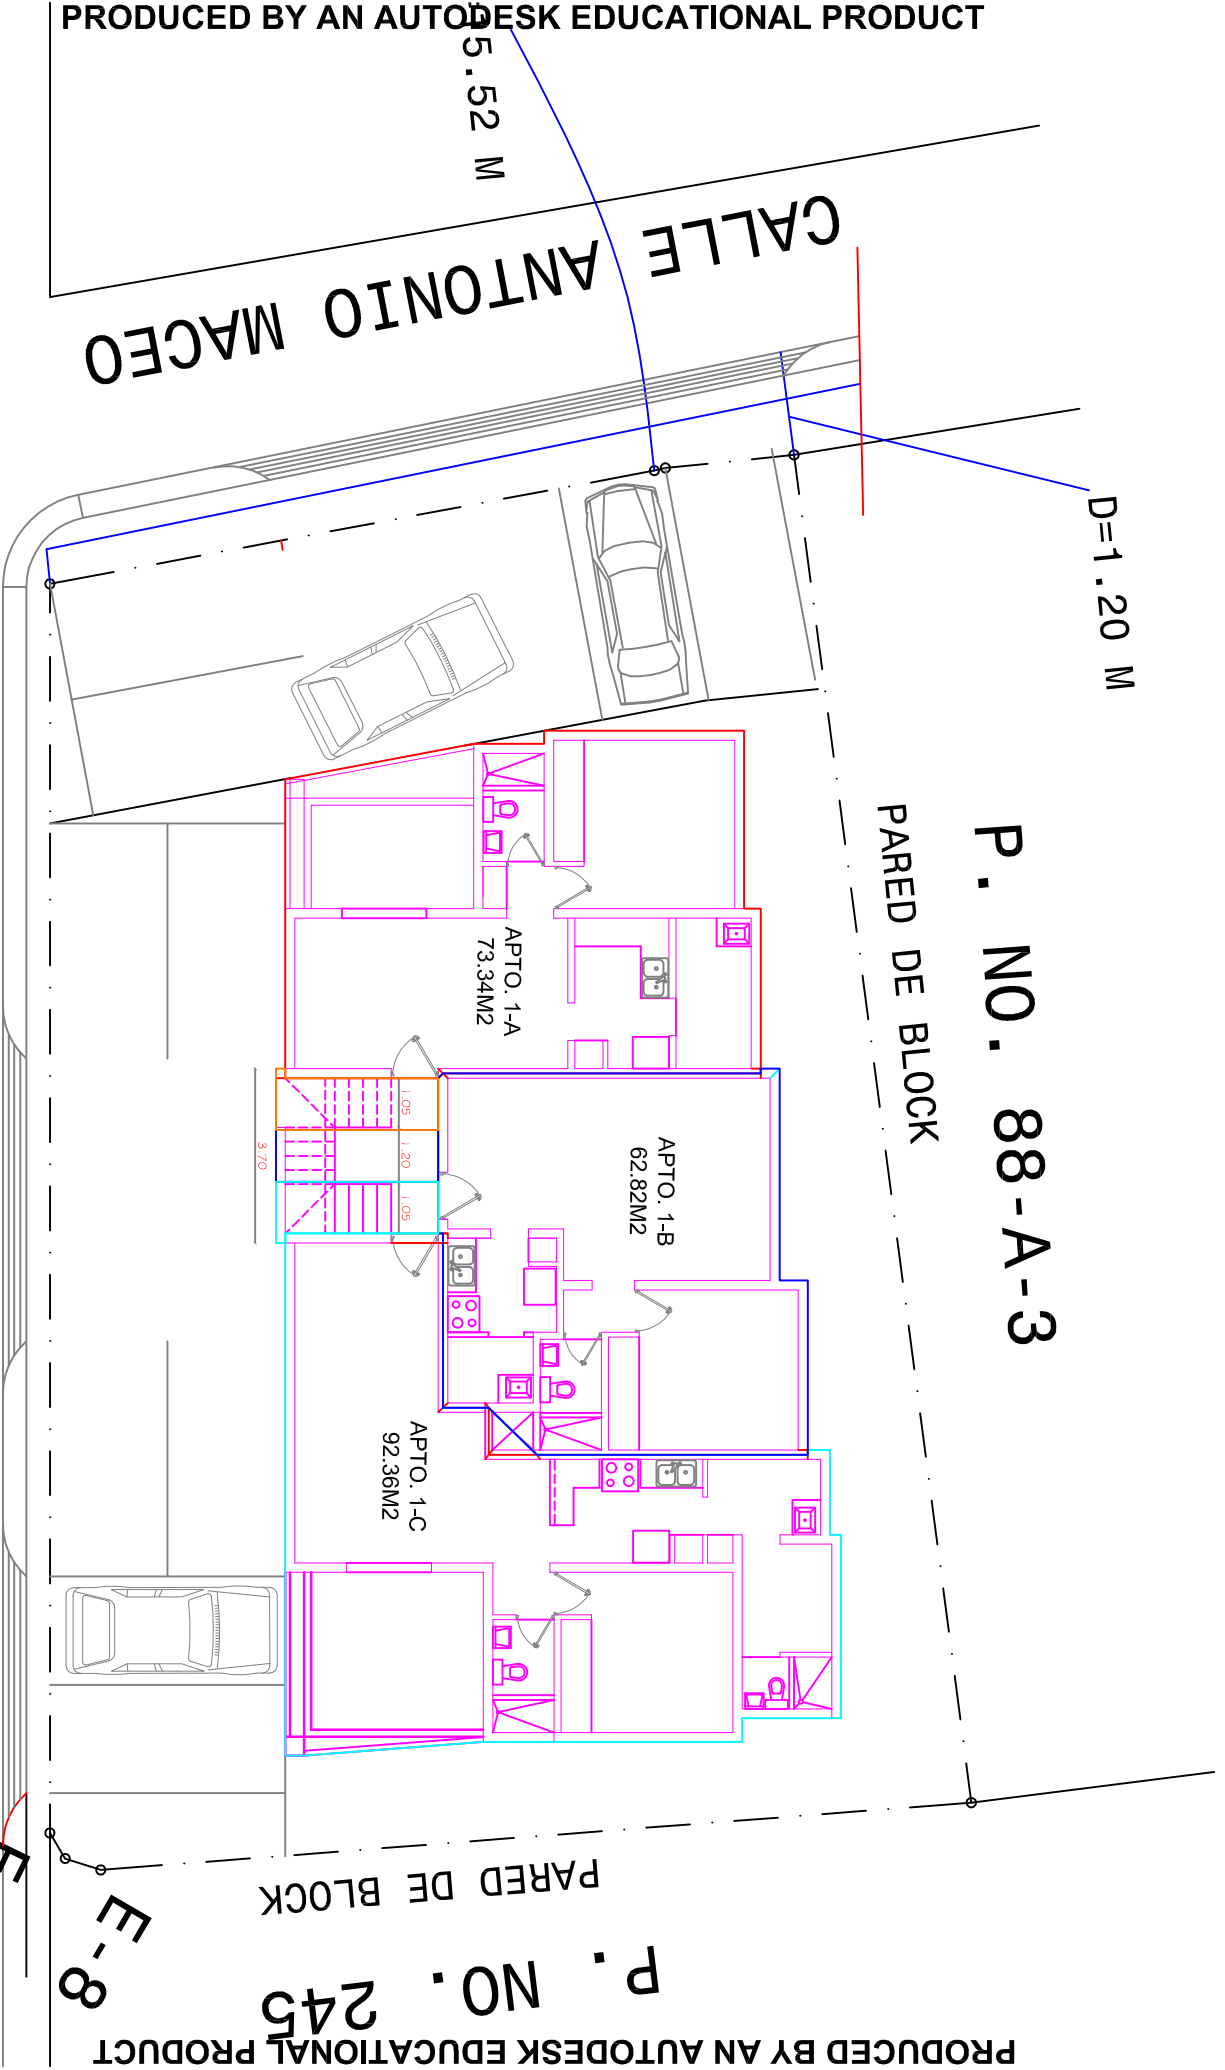 PRODUCED BY AN AUTODESK EDUCATIONAL PRODUCT
5.52 M
CALLE ANTONIO MACEO
D=1.20 M
P. NO. 88-A-3
PARED DE BLOCK
APTO. 1-A
73.34M2
APTO. 1-B
62.82M2
1.05
1.20
1.05
3.70
APTO. 1-C
92.36M2
PARED DE BLOCK
E-8
P. NO. 245
PRODUCED BY AN AUTODESK EDUCATIONAL PRODUCT